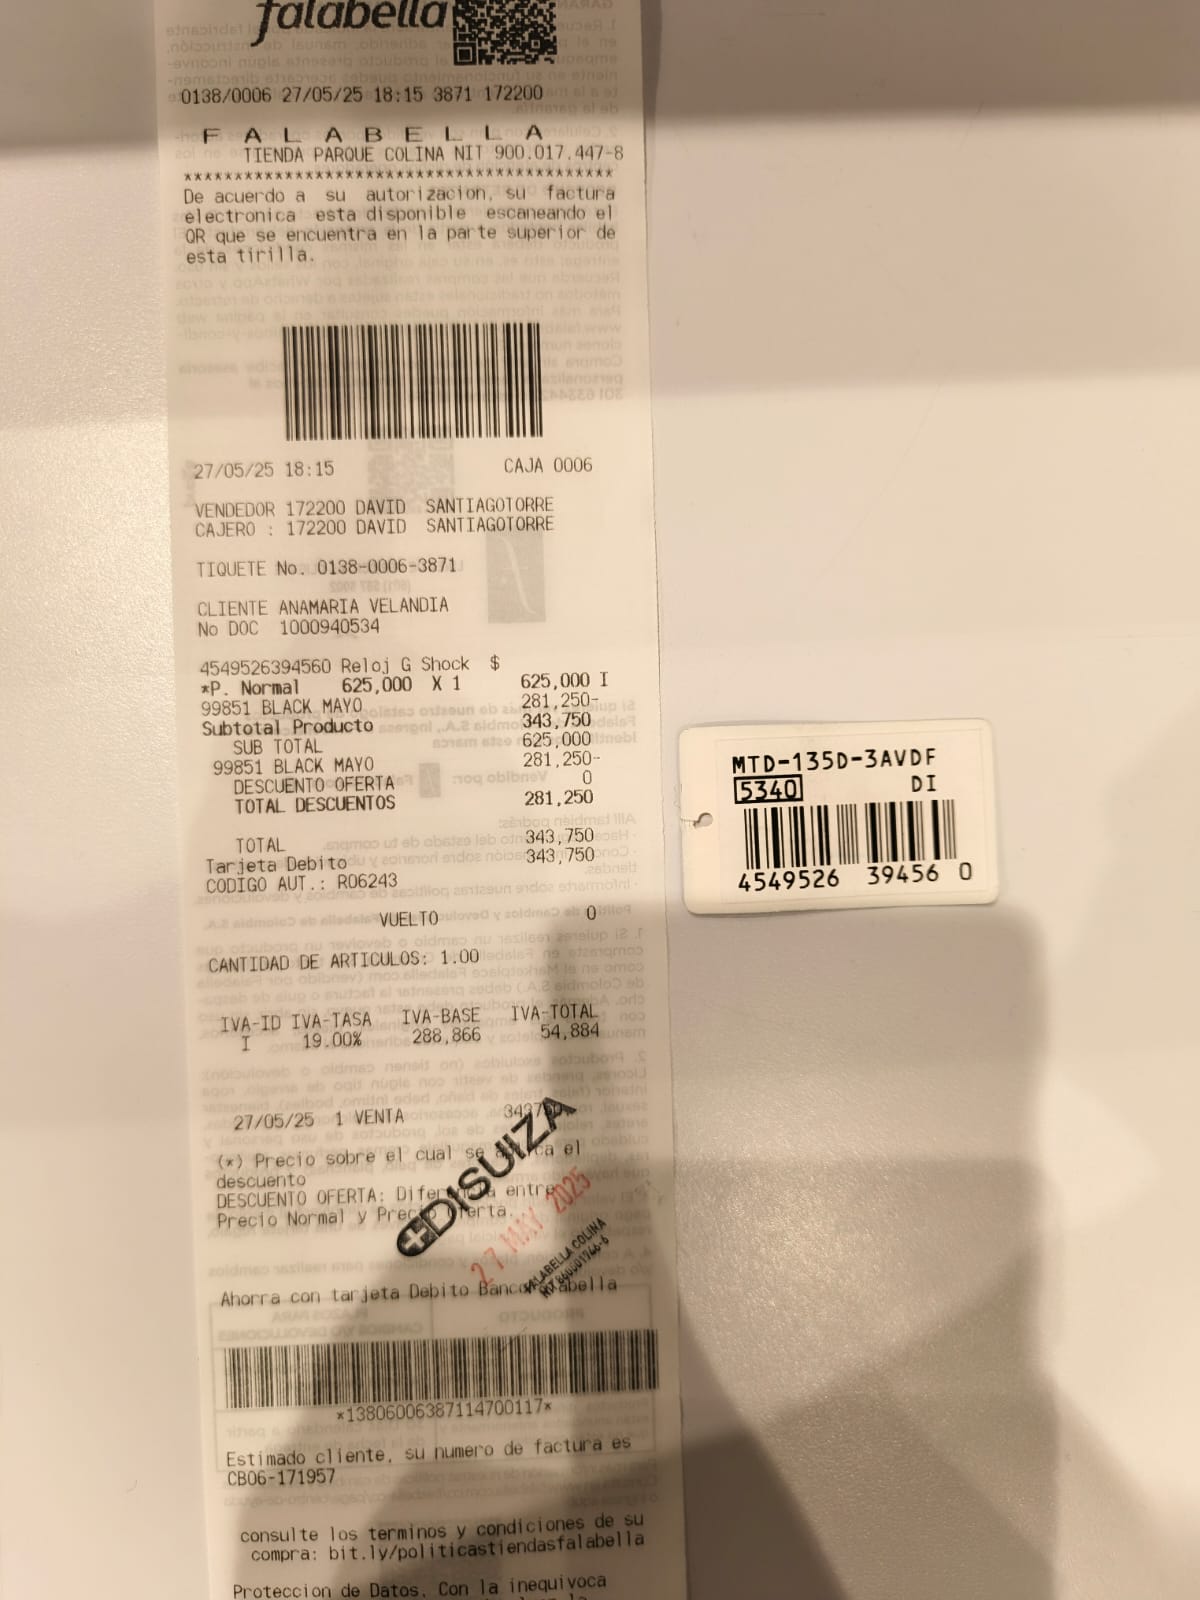 falabella
0138/0006 27/05/25 18:15 3871 172200
F A L A B E L L A
TIENDA PARQUE COLINA NIT 900.017.447-8
******************************************
De acuerdo a su autorizacion, su factura
electronica esta disponible escaneando el
QR que se encuentra en la parte superior de
esta tirilla.
27/05/25 18:15 CAJA 0006
VENDEDOR 172200 DAVID SANTIAGOTORRE
CAJERO : 172200 DAVID SANTIAGOTORRE
TIQUETE No. 0138-0006-3871
CLIENTE ANAMARIA VELANDIA
No DOC 1000940534
4549526394560 Reloj G Shock $
*P. Normal 625,000 X 1 625,000 I
99851 BLACK MAYO 281,250-
Subtotal Producto 343,750
SUB TOTAL 625,000
99851 BLACK MAYO 281,250-
DESCUENTO OFERTA 0
TOTAL DESCUENTOS 281,250
TOTAL 343,750
Tarjeta Debito 343,750
CODIGO AUT.: R06243
VUELTO 0
CANTIDAD DE ARTICULOS: 1.00
IVA-ID IVA-TASA IVA-BASE IVA-TOTAL
I 19.00% 288,866 54,884
27/05/25 1 VENTA
(*) Precio sobre el cual se aplica el
descuento
DESCUENTO OFERTA: Diferencia entre
Precio Normal y Precio Oferta.
DISUIZA
27 MAY 2025
FALABELLA COLINA
Ahorra con tarjeta Debito Banco Falabella
*13806006387114700117*
Estimado cliente, su numero de factura es
CB06-171957
consulte los terminos y condiciones de su
compra: bit.ly/politicastiendasfalabella
Proteccion de Datos. Con la inequivoca
MTD-135D-3AVDF
5340 DI
4549526 39456 0